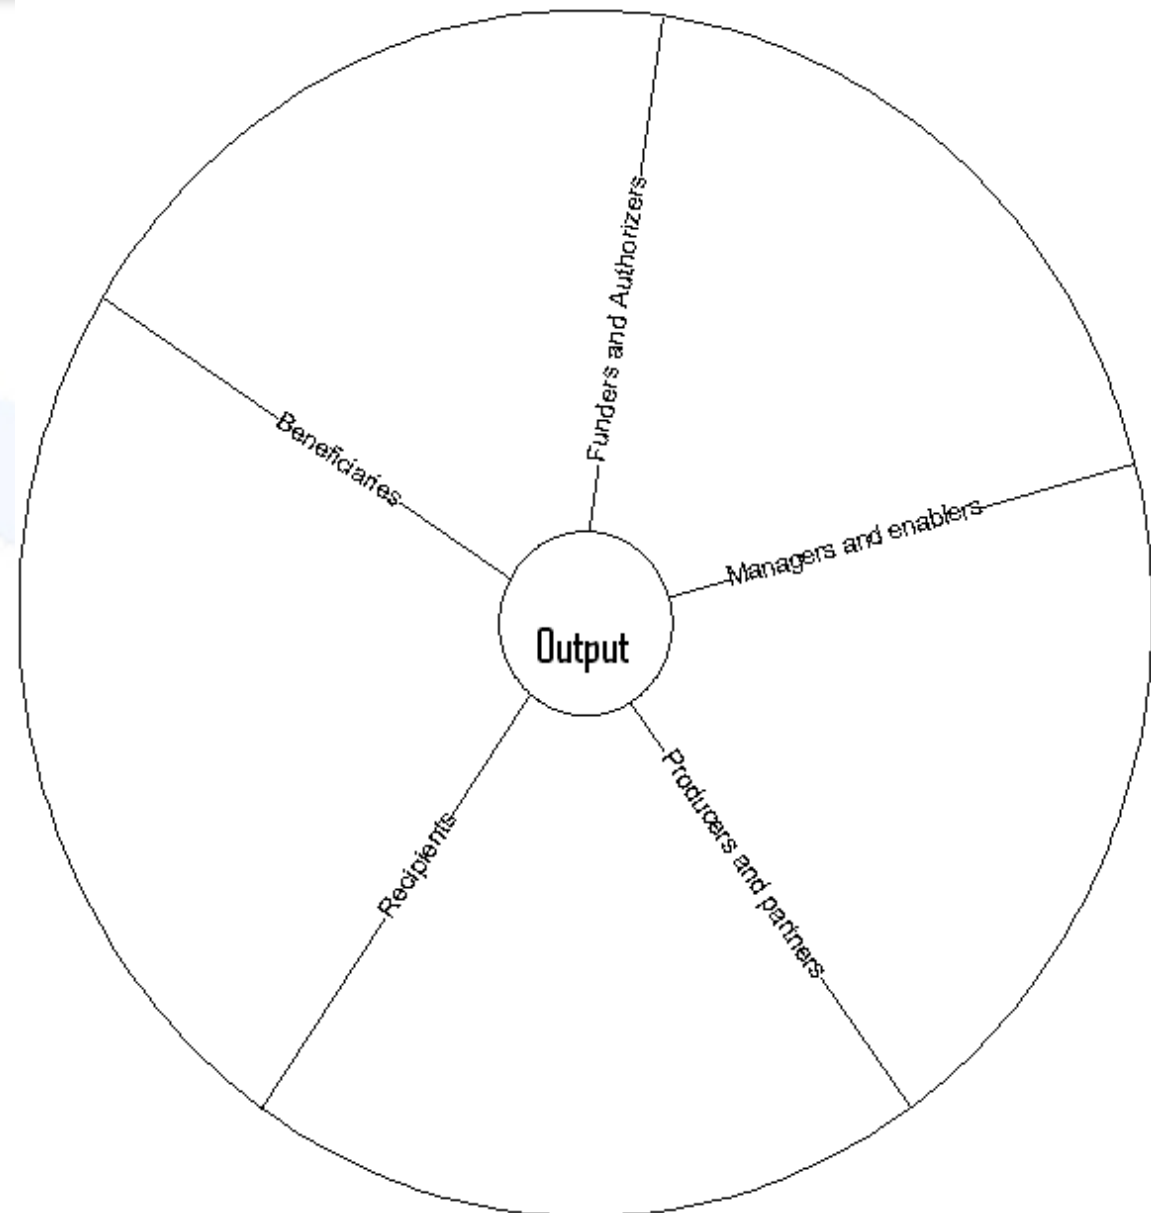 Funders and Authorizers
Beneficiaries
Managers and enablers
Output
Producers and partners
Recipients